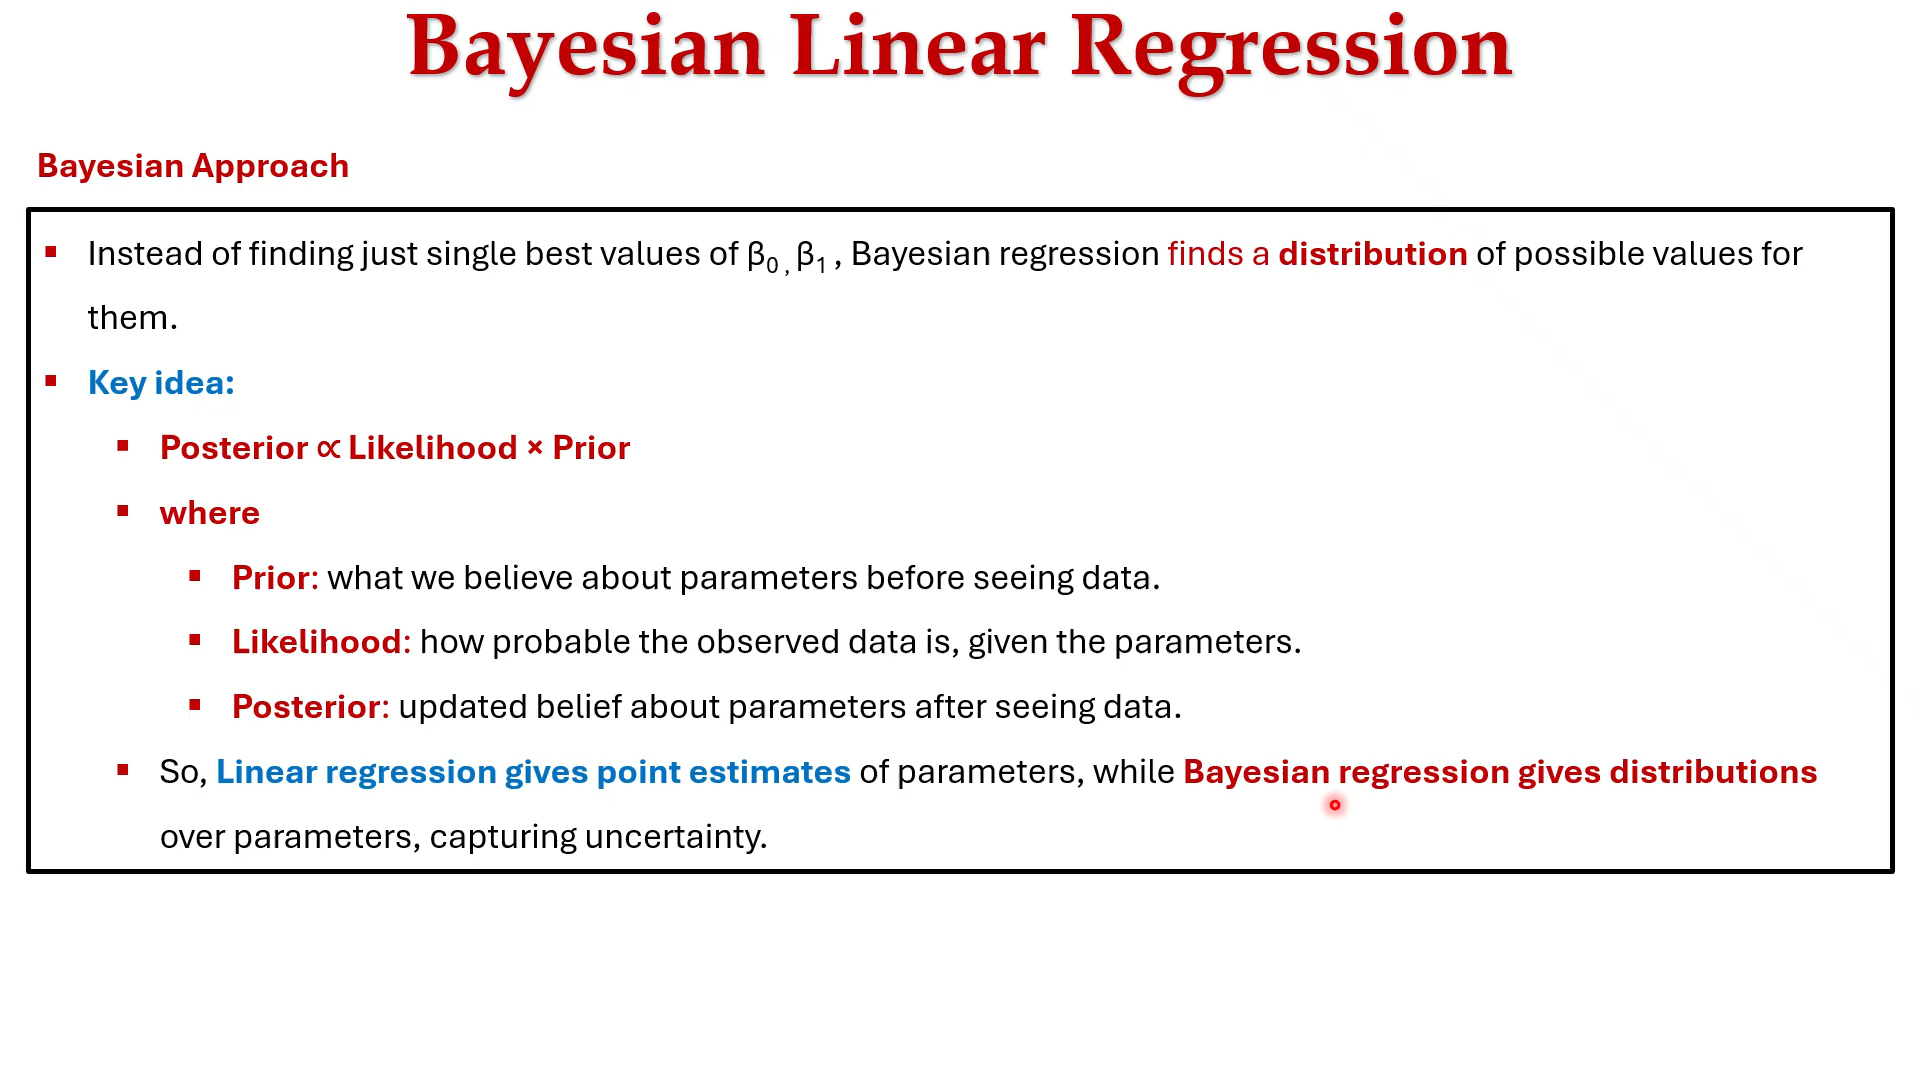 Bayesian Linear Regression
Bayesian Approach
▪ Instead of finding just single best values of β₀ , β₁ , Bayesian regression finds a distribution of possible values for
them.
▪ Key idea:
▪ Posterior ∝ Likelihood × Prior
▪ where
▪ Prior: what we believe about parameters before seeing data.
▪ Likelihood: how probable the observed data is, given the parameters.
▪ Posterior: updated belief about parameters after seeing data.
▪ So, Linear regression gives point estimates of parameters, while Bayesian regression gives distributions
over parameters, capturing uncertainty.